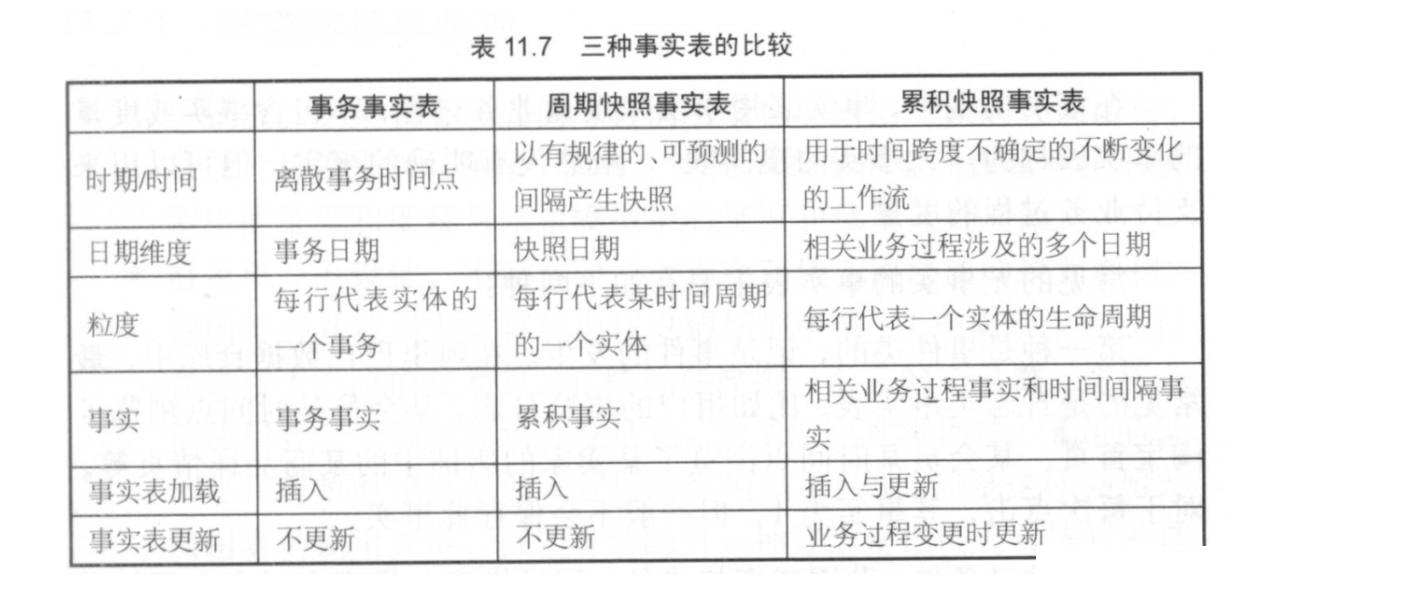 表 11.7 三种事实表的比较
事务事实表 周期快照事实表 累积快照事实表
时期/时间 离散事务时间点 以有规律的、可预测的
间隔产生快照 用于时间跨度不确定的不断变化
的工作流
日期维度 事务日期 快照日期 相关业务过程涉及的多个日期
粒度 每行代表实体的
一个事务 每行代表某时间周期
的一个实体 每行代表一个实体的生命周期
事实 事务事实 累积事实 相关业务过程事实和时间间隔事
实
事实表加载 插入 插入 插入与更新
事实表更新 不更新 不更新 业务过程变更时更新